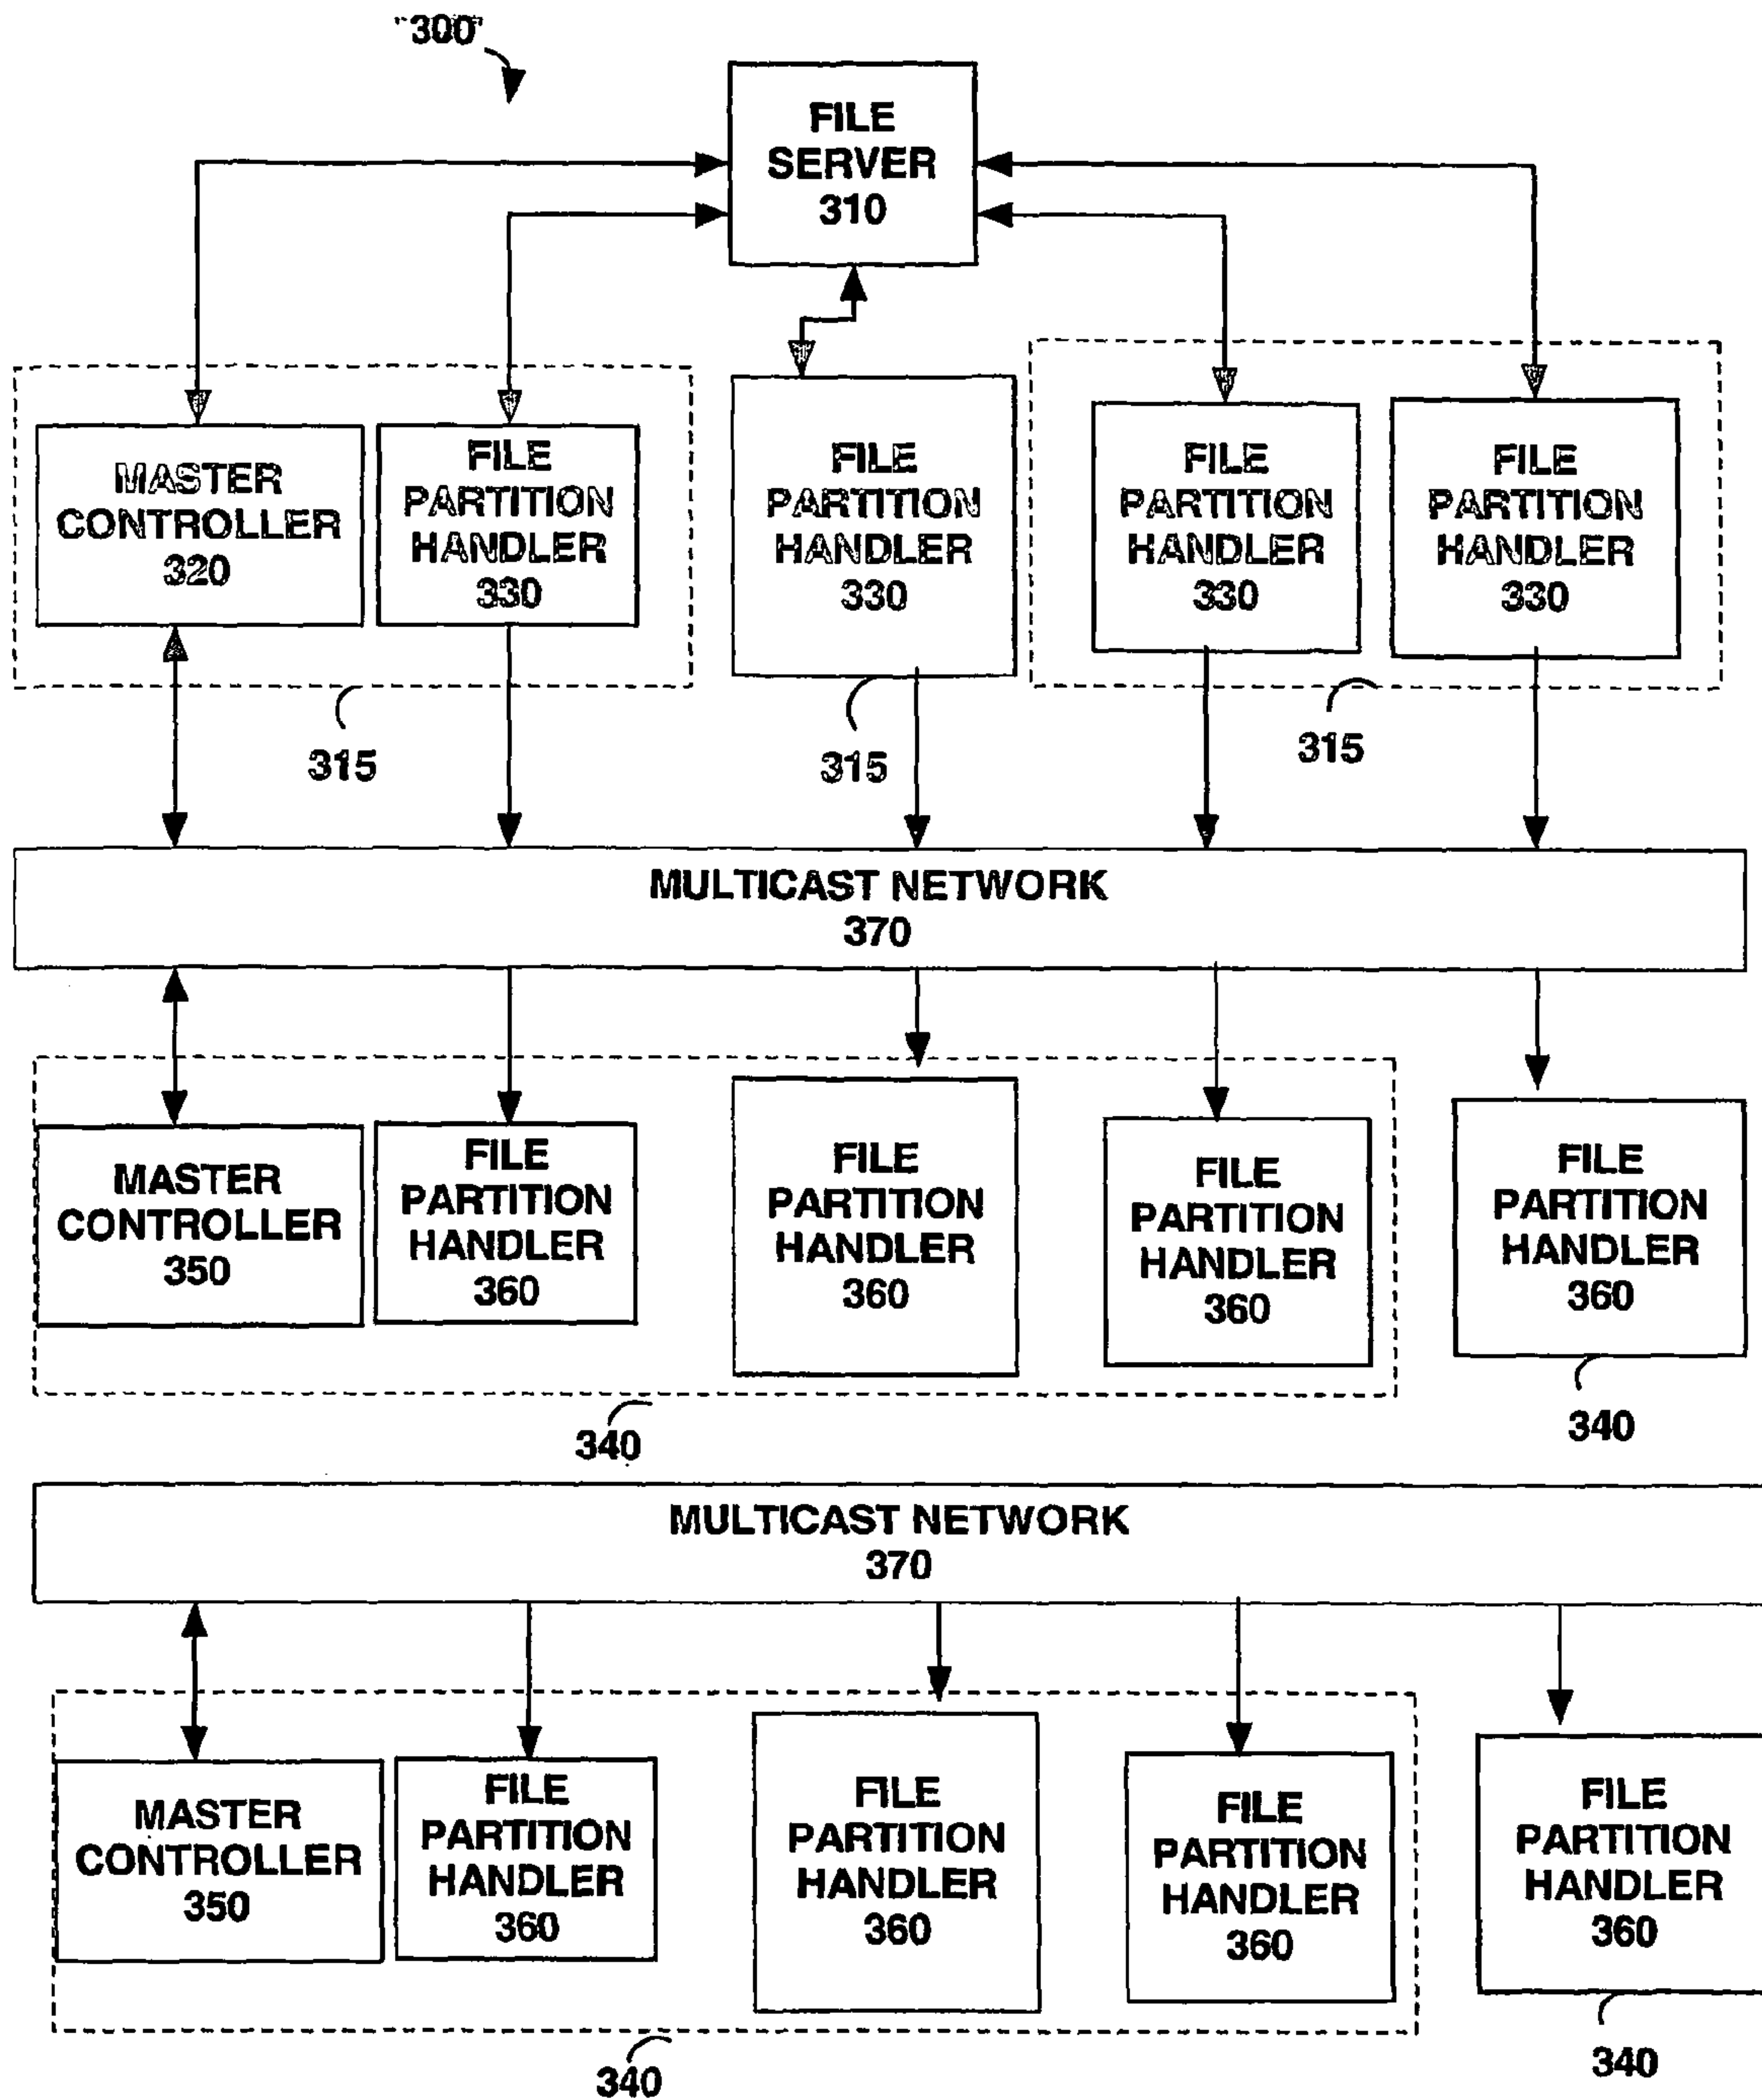 "300"
FILE
SERVER
310
MASTER
CONTROLLER
320
FILE
PARTITION
HANDLER
330
FILE
PARTITION
HANDLER
330
FILE
PARTITION
HANDLER
330
FILE
PARTITION
HANDLER
330
315
315
315
MULTICAST NETWORK
370
MASTER
CONTROLLER
350
FILE
PARTITION
HANDLER
360
FILE
PARTITION
HANDLER
360
FILE
PARTITION
HANDLER
360
FILE
PARTITION
HANDLER
360
340
340
MULTICAST NETWORK
370
MASTER
CONTROLLER
350
FILE
PARTITION
HANDLER
360
FILE
PARTITION
HANDLER
360
FILE
PARTITION
HANDLER
360
FILE
PARTITION
HANDLER
360
340
340